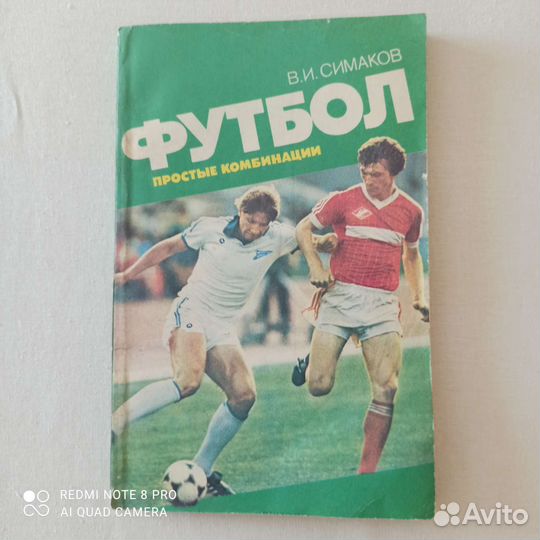 В.И. СИМАКОВ
ФУТБОЛ
ПРОСТЫЕ КОМБИНАЦИИ
REDMI NOTE 8 PRO
AI QUAD CAMERA
Avito